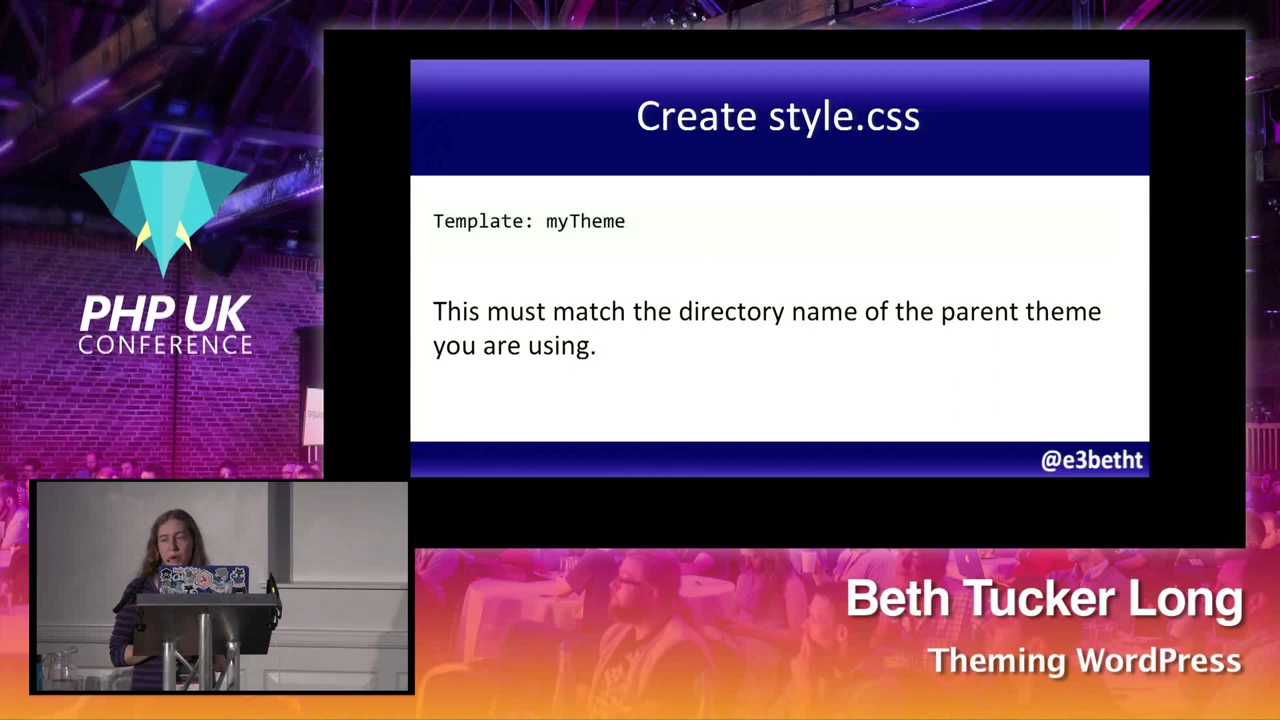 Create style.css
Template: myTheme
This must match the directory name of the parent theme
you are using.
@e3betht
PHP UK
CONFERENCE
Beth Tucker Long
Theming WordPress